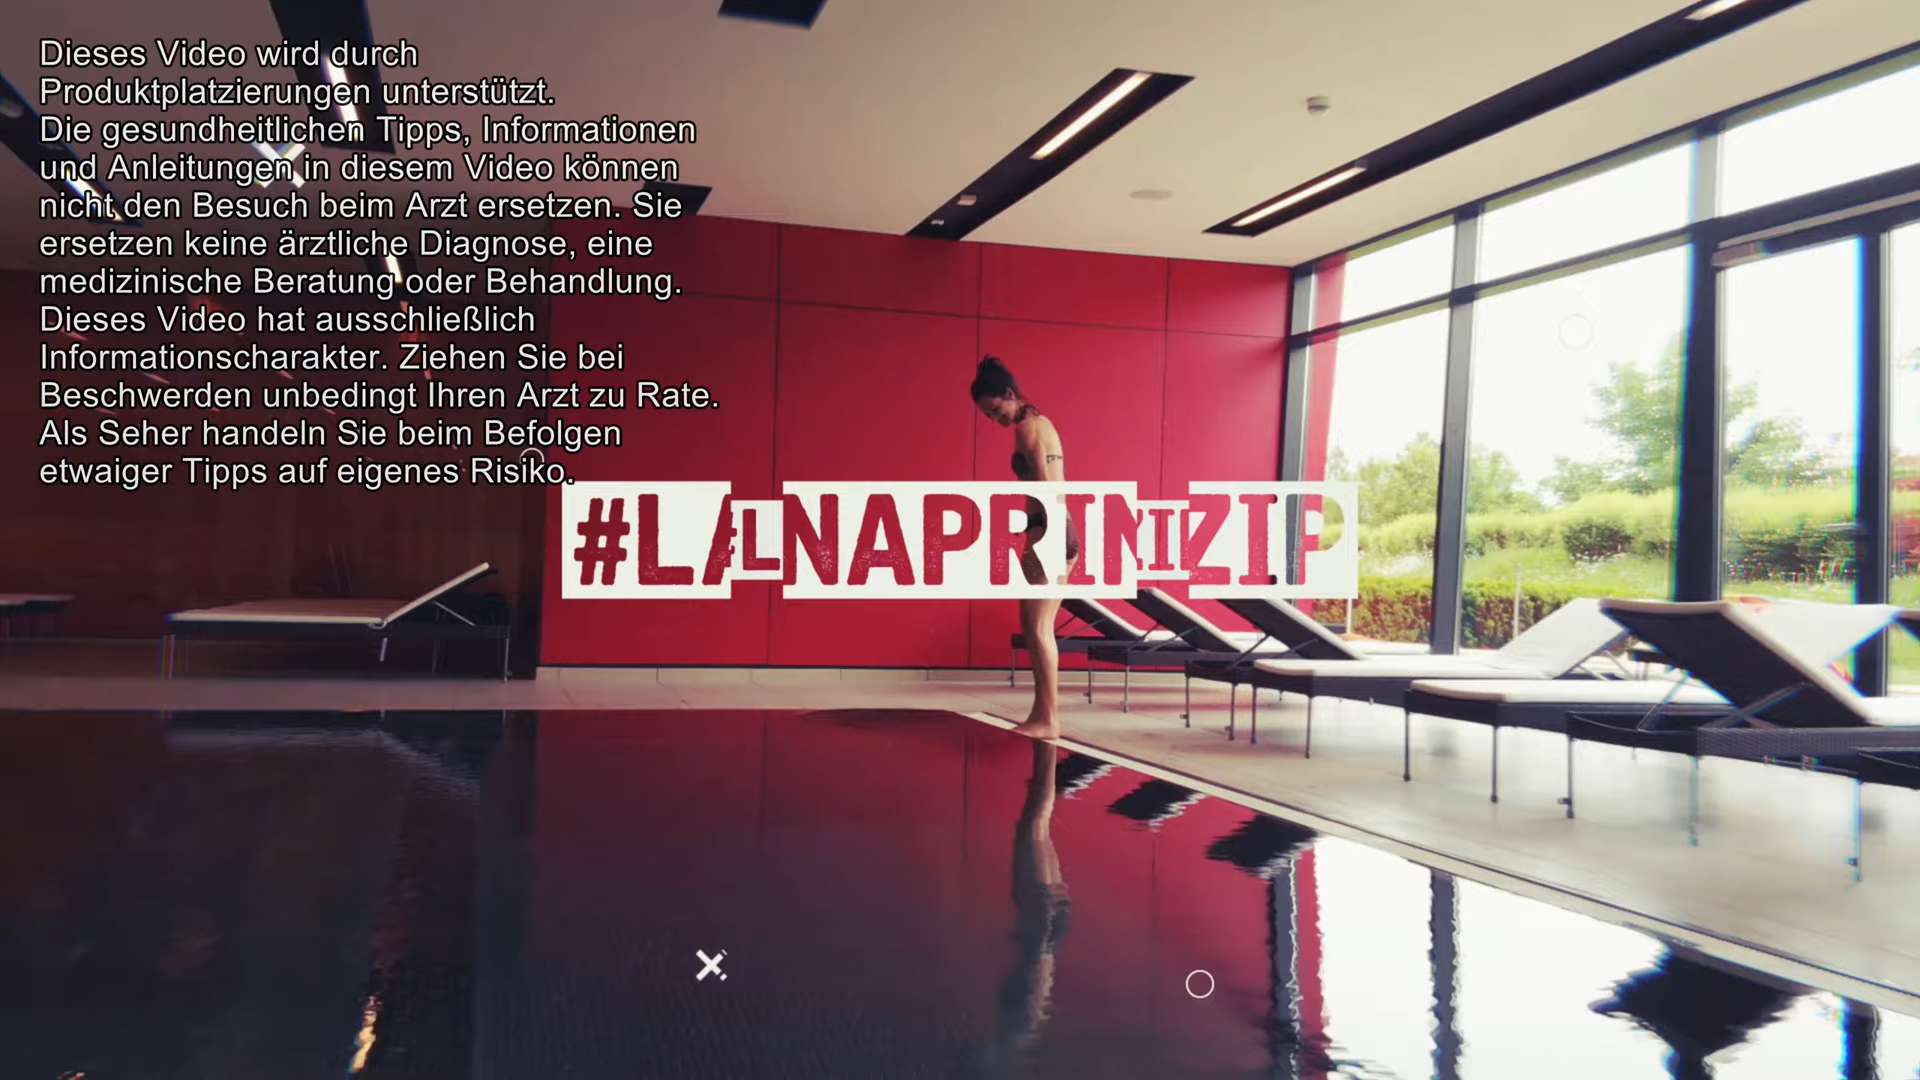 Dieses Video wird durch
Produktplatzierungen unterstützt.
Die gesundheitlichen Tipps, Informationen
und Anleitungen in diesem Video können
nicht den Besuch beim Arzt ersetzen. Sie
ersetzen keine ärztliche Diagnose, eine
medizinische Beratung oder Behandlung.
Dieses Video hat ausschließlich
Informationscharakter. Ziehen Sie bei
Beschwerden unbedingt Ihren Arzt zu Rate.
Als Seher handeln Sie beim Befolgen
etwaiger Tipps auf eigenes Risiko.
#LANAPRINZIP